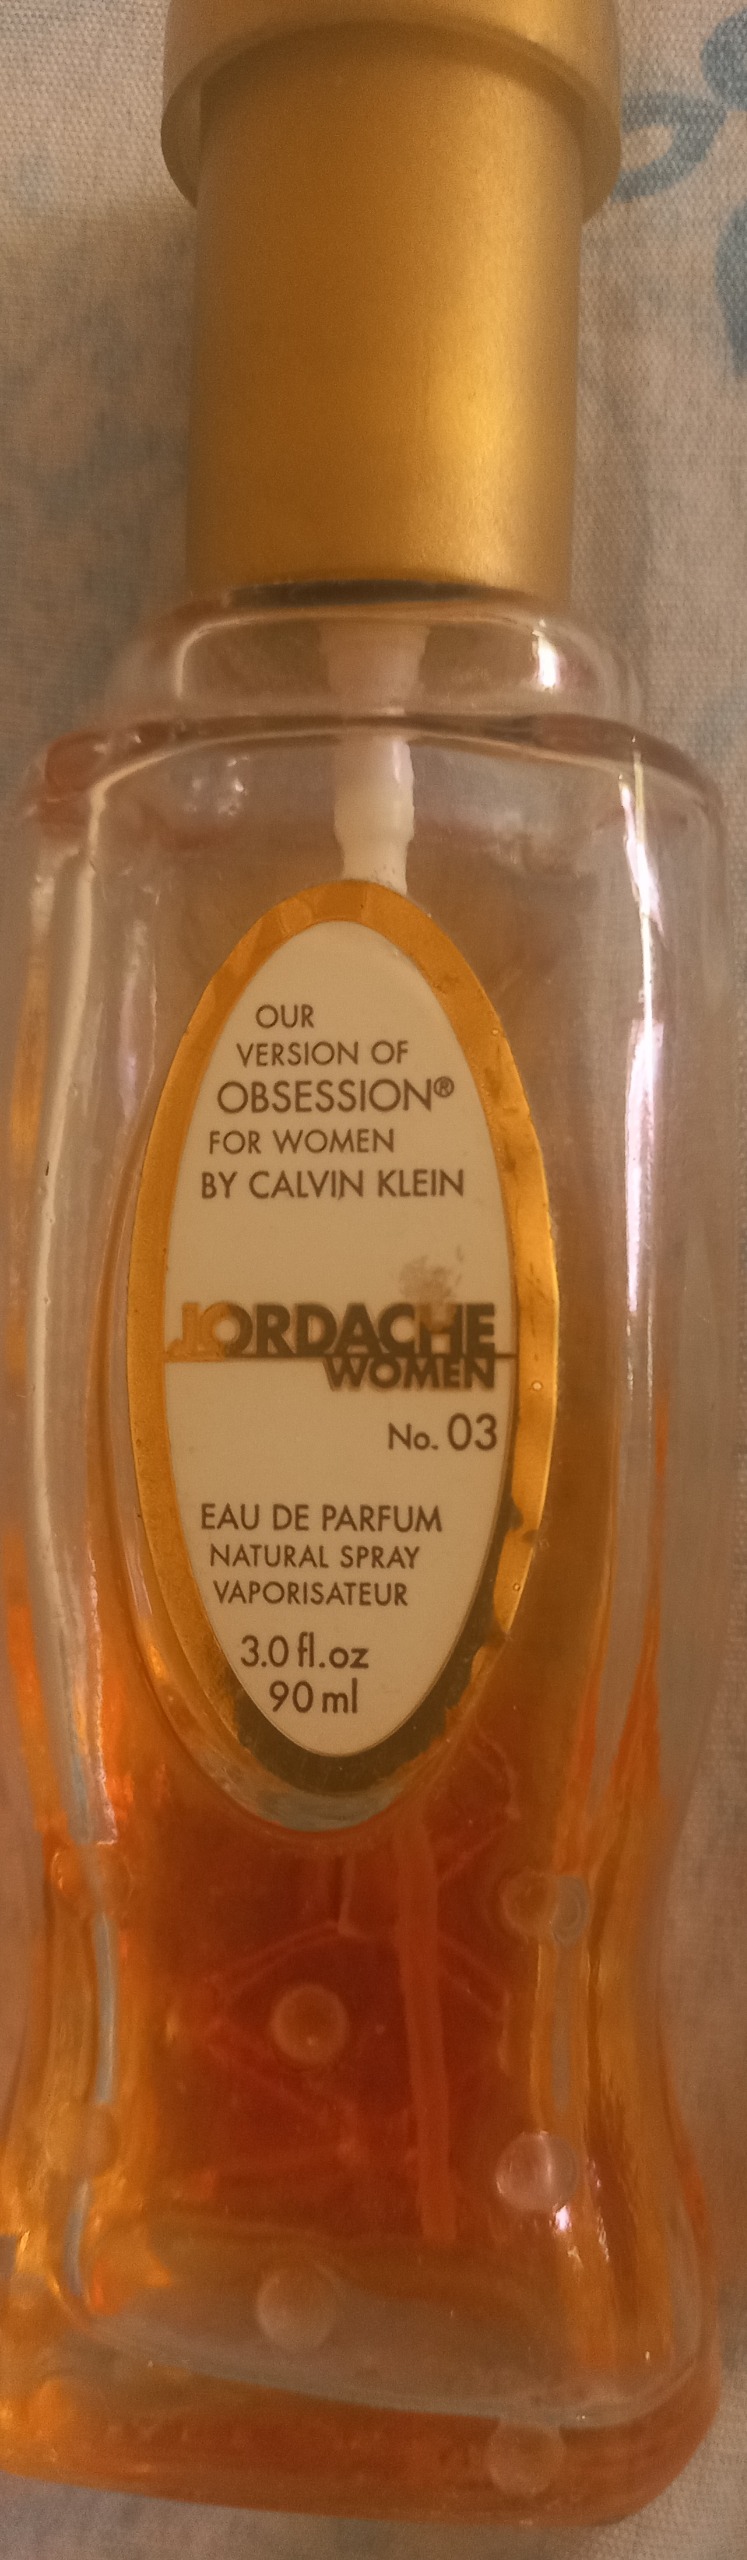 OUR
VERSION OF
OBSESSION®
FOR WOMEN
BY CALVIN KLEIN
JORDACHE
WOMEN
No. 03
EAU DE PARFUM
NATURAL SPRAY
VAPORISATEUR
3.0 fl.oz
90 ml